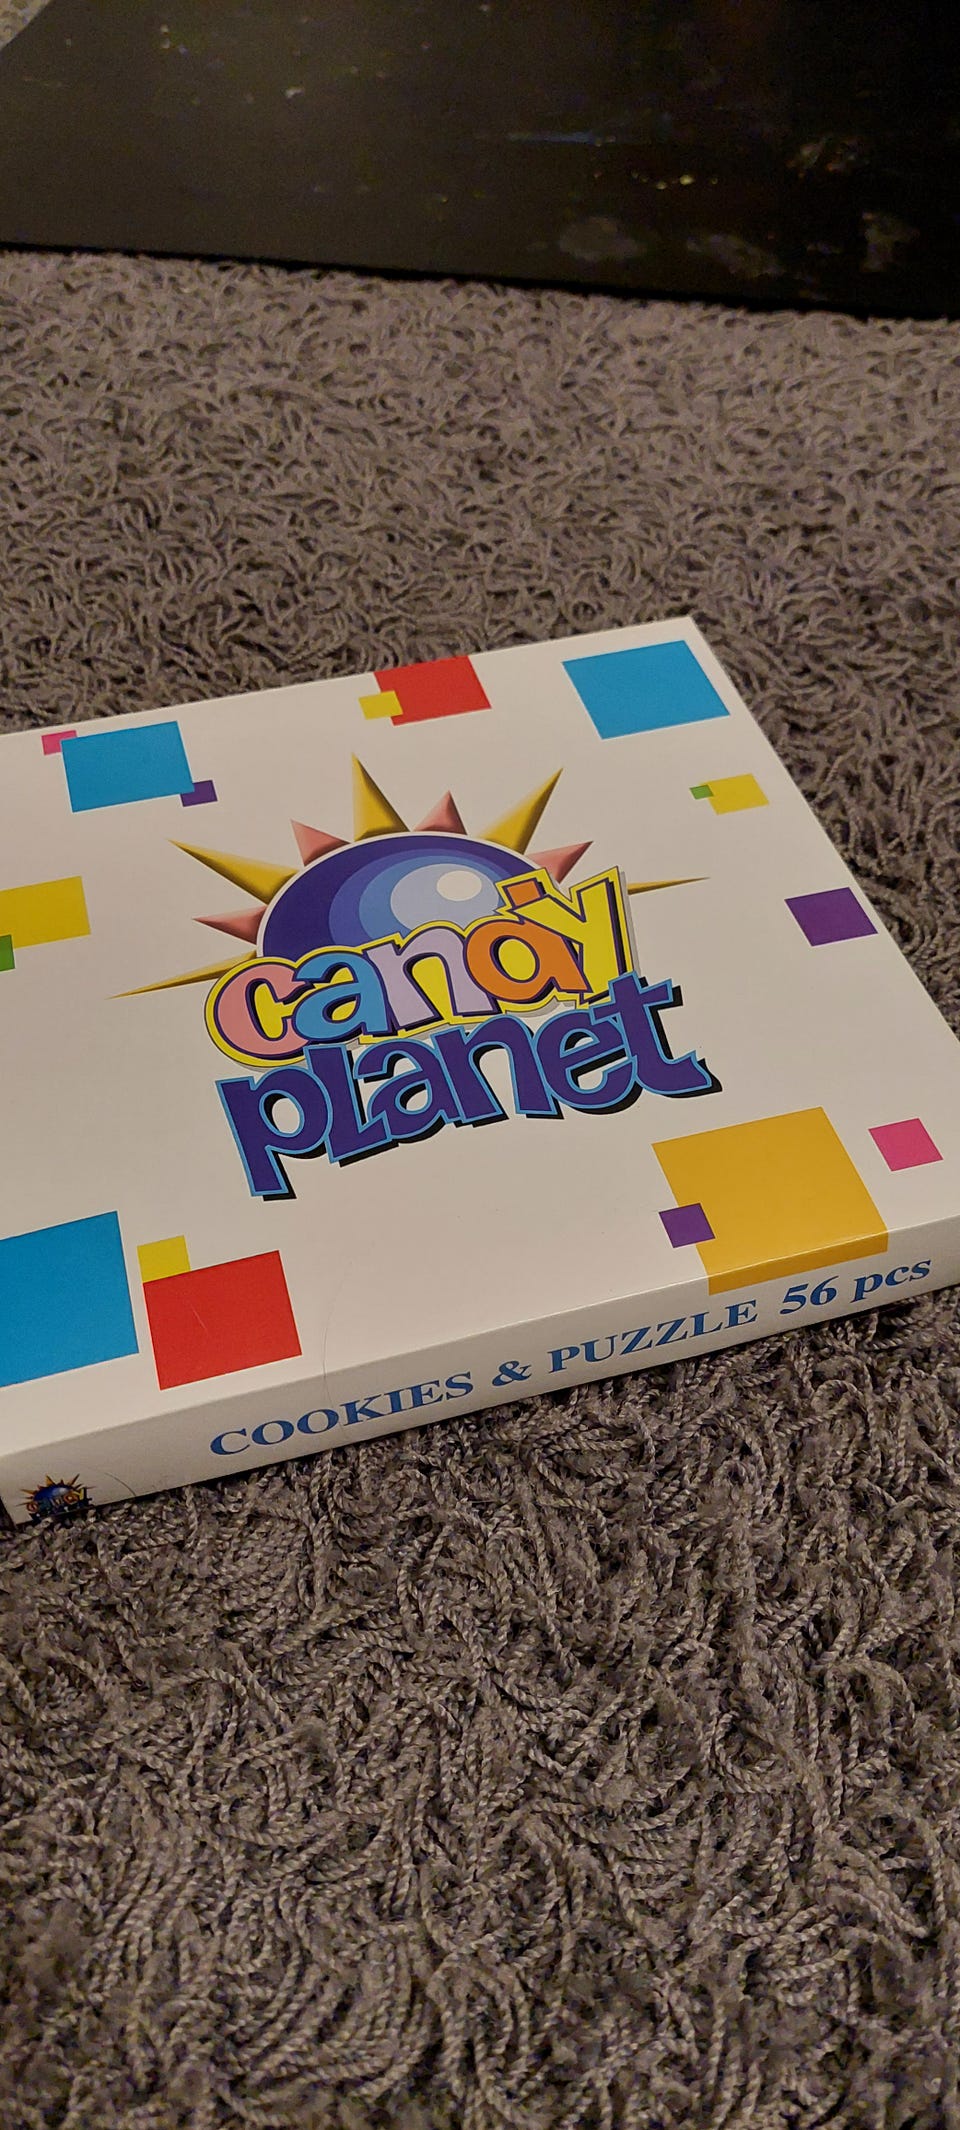 candy
planet
COOKIES & PUZZLE 56 pcs